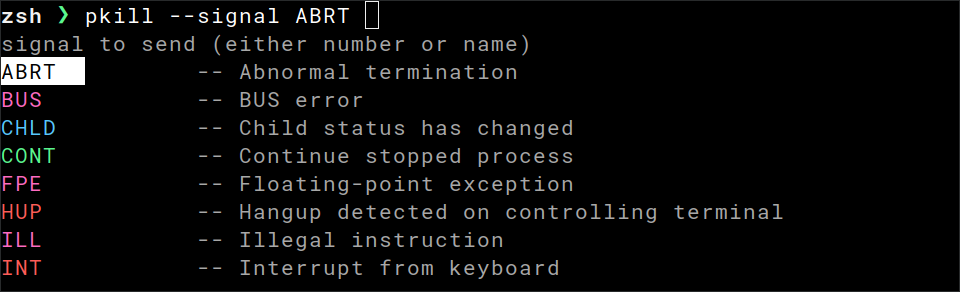 zsh ❯ pkill --signal ABRT
signal to send (either number or name)
ABRT -- Abnormal termination
BUS -- BUS error
CHLD -- Child status has changed
CONT -- Continue stopped process
FPE -- Floating-point exception
HUP -- Hangup detected on controlling terminal
ILL -- Illegal instruction
INT -- Interrupt from keyboard